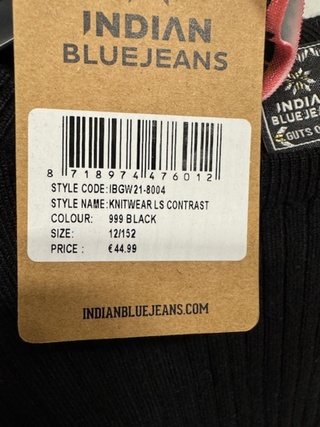 INDIAN
BLUEJEANS
8 718974 476012
STYLE CODE:IBGW21-8004
STYLE NAME:KNITWEAR LS CONTRAST
COLOUR: 999 BLACK
SIZE: 12/152
PRICE : € 44.99
INDIANBLUEJEANS.COM
GUTS